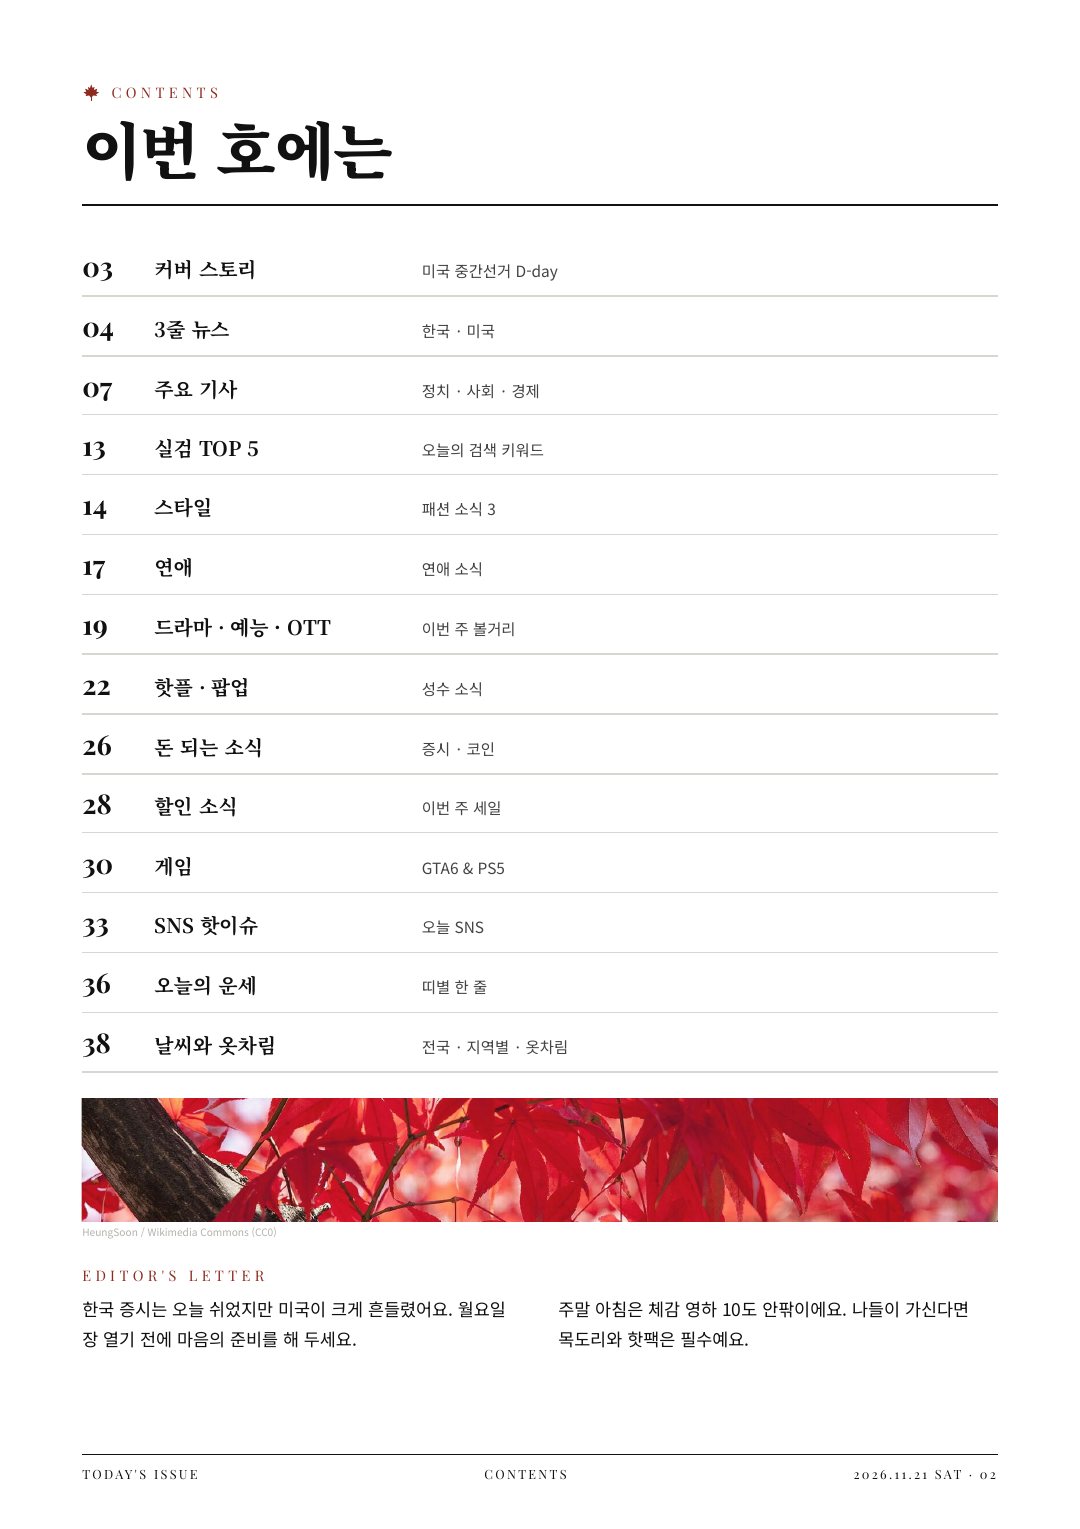 CONTENTS
이번 호에는
03 커버 스토리 미국 중간선거 D-day
04 3줄 뉴스 한국 · 미국
07 주요 기사 정치 · 사회 · 경제
13 실검 TOP 5 오늘의 검색 키워드
14 스타일 패션 소식 3
17 연애 연애 소식
19 드라마 · 예능 · OTT 이번 주 볼거리
22 핫플 · 팝업 성수 소식
26 돈 되는 소식 증시 · 코인
28 할인 소식 이번 주 세일
30 게임 GTA6 & PS5
33 SNS 핫이슈 오늘 SNS
36 오늘의 운세 띠별 한 줄
38 날씨와 옷차림 전국 · 지역별 · 옷차림
HeungSoon / Wikimedia Commons (CC0)
EDITOR'S LETTER
한국 증시는 오늘 쉬었지만 미국이 크게 흔들렸어요. 월요일
장 열기 전에 마음의 준비를 해 두세요.
주말 아침은 체감 영하 10도 안팎이에요. 나들이 가신다면
목도리와 핫팩은 필수예요.
TODAY'S ISSUE CONTENTS 2026.11.21 SAT · 02